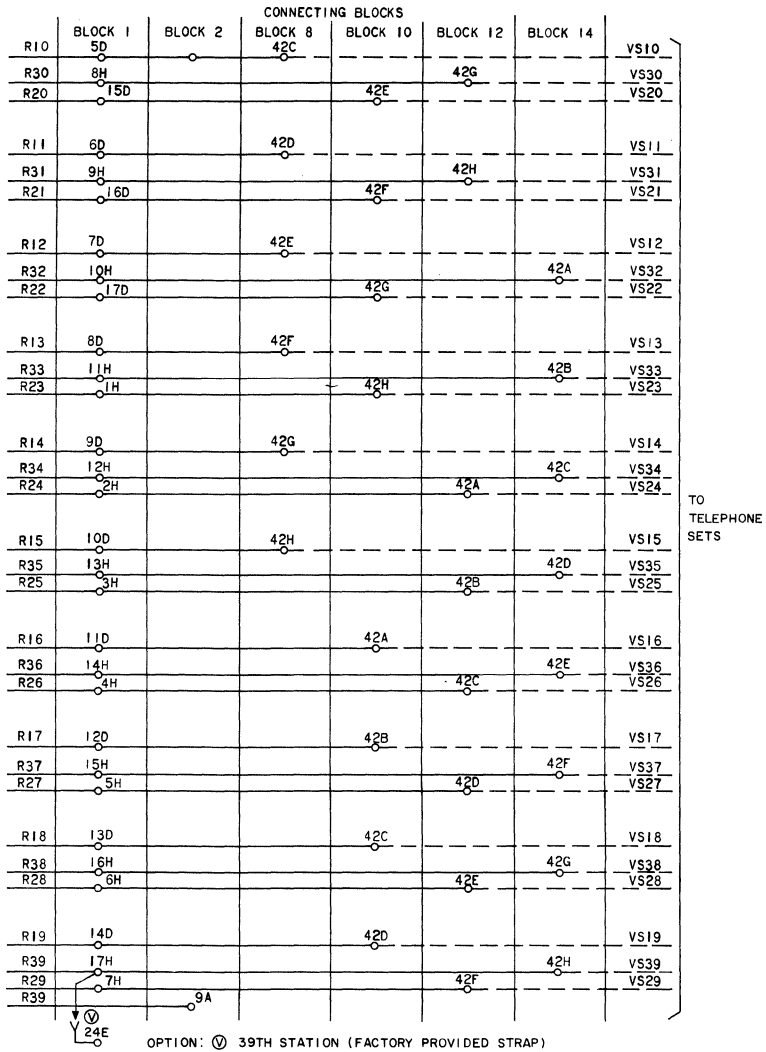 CONNECTING BLOCKS
BLOCK 1 BLOCK 2 BLOCK 8 BLOCK 10 BLOCK 12 BLOCK 14
R10 5D 42C VS10
R30 8H 42G VS30
R20 15D 42E VS20
R11 6D 42D VS11
R31 9H 42H VS31
R21 16D 42F VS21
R12 7D 42E VS12
R32 10H 42A VS32
R22 17D 42G VS22
R13 8D 42F VS13
R33 11H 42B VS33
R23 1H 42H VS23
R14 9D 42G VS14
R34 12H 42C VS34
R24 2H 42A VS24
TO
TELEPHONE
SETS
R15 10D 42H VS15
R35 13H 42D VS35
R25 3H 42B VS25
R16 11D 42A VS16
R36 14H 42E VS36
R26 4H 42C VS26
R17 12D 42B VS17
R37 15H 42F VS37
R27 5H 42D VS27
R18 13D 42C VS18
R38 16H 42G VS38
R28 6H 42E VS28
R19 14D 42D VS19
R39 17H 42H VS39
R29 7H 42F VS29
R39 9A
V
24E
OPTION: Ⓥ 39TH STATION (FACTORY PROVIDED STRAP)